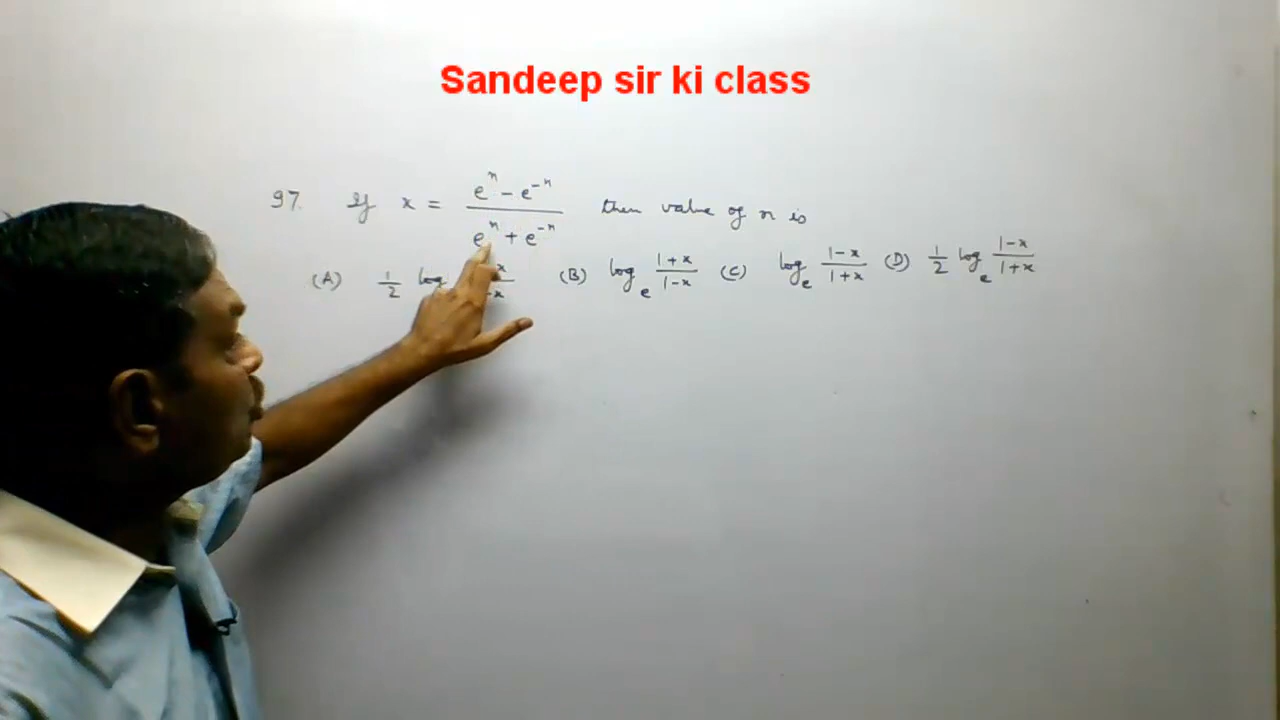 Sandeep sir ki class
97. If x = (e^n - e^-n)/(e^n + e^-n) then value of n is
(A) 1/2 log (B) log_e (1+x)/(1-x) (C) log_e (1-x)/(1+x) (D) 1/2 log_e (1-x)/(1+x)